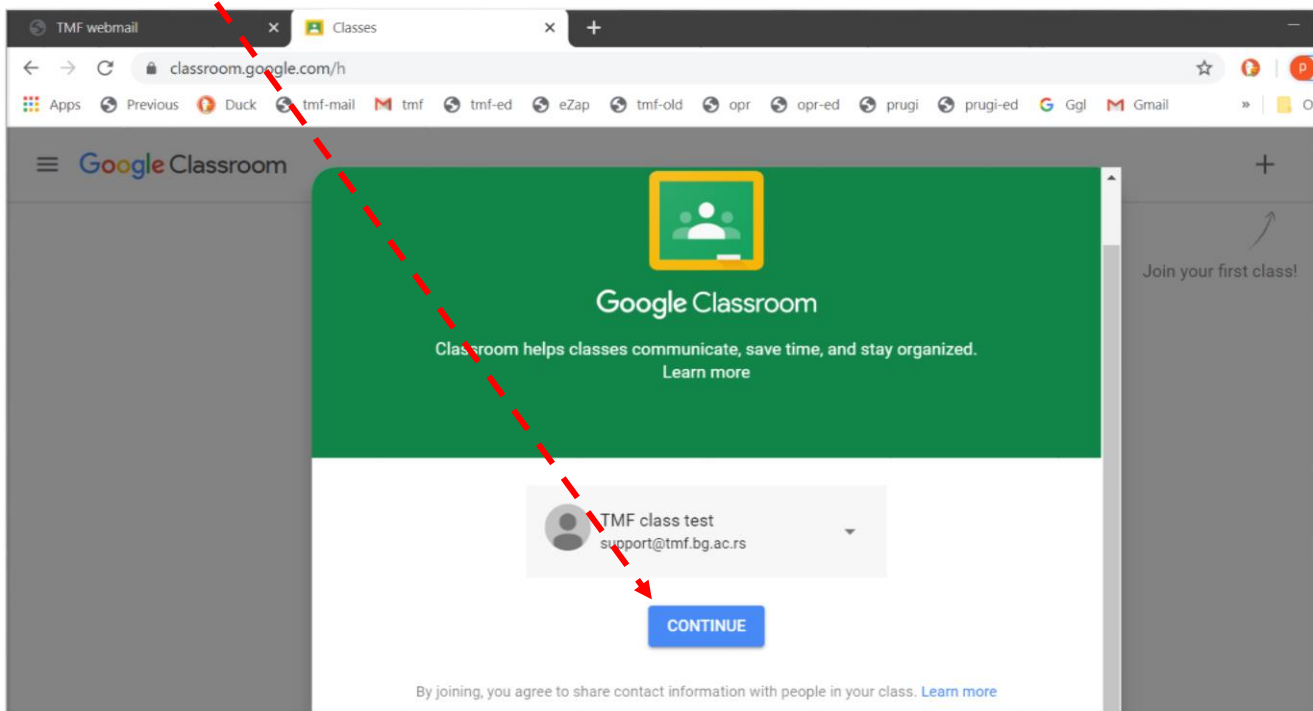 TMF webmail
Classes
classroom.google.com/h
Apps Previous Duck tmf-mail tmf tmf-ed eZap tmf-old opr opr-ed prugi prugi-ed Ggl Gmail » O
Google Classroom
Join your first class!
Google Classroom
Classroom helps classes communicate, save time, and stay organized.
Learn more
TMF class test
support@tmf.bg.ac.rs
CONTINUE
By joining, you agree to share contact information with people in your class. Learn more